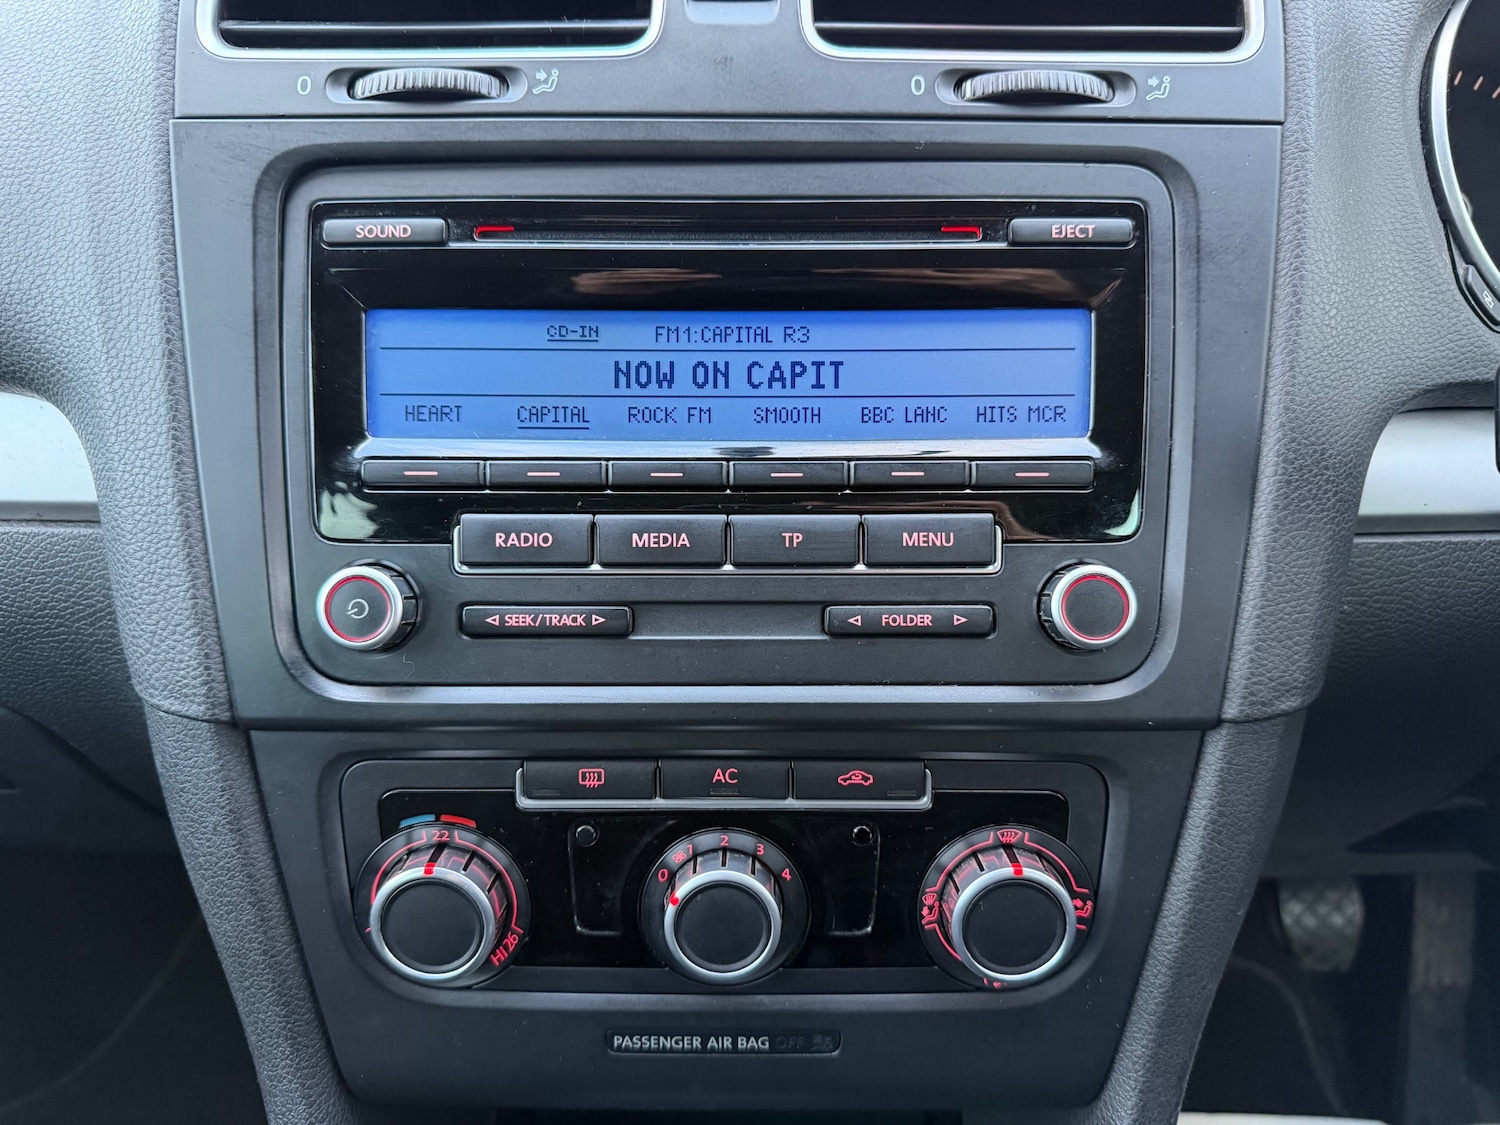 0 0
SOUND EJECT
CD-IN FM1:CAPITAL R3
NOW ON CAPIT
HEART CAPITAL ROCK FM SMOOTH BBC LANC HITS MCR
RADIO MEDIA TP MENU
SEEK/TRACK FOLDER
AC
22
0 1 2 3 4
HI 26
PASSENGER AIR BAG OFF